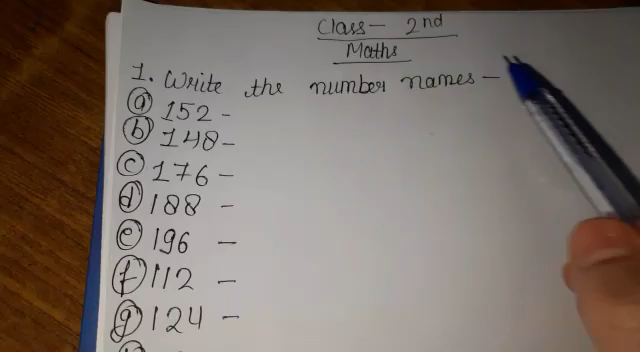 Class- 2nd
Maths
1. Write the number names -
(a) 152 -
(b) 148 -
(c) 176 -
(d) 188 -
(e) 196 -
(f) 112 -
(g) 124 -